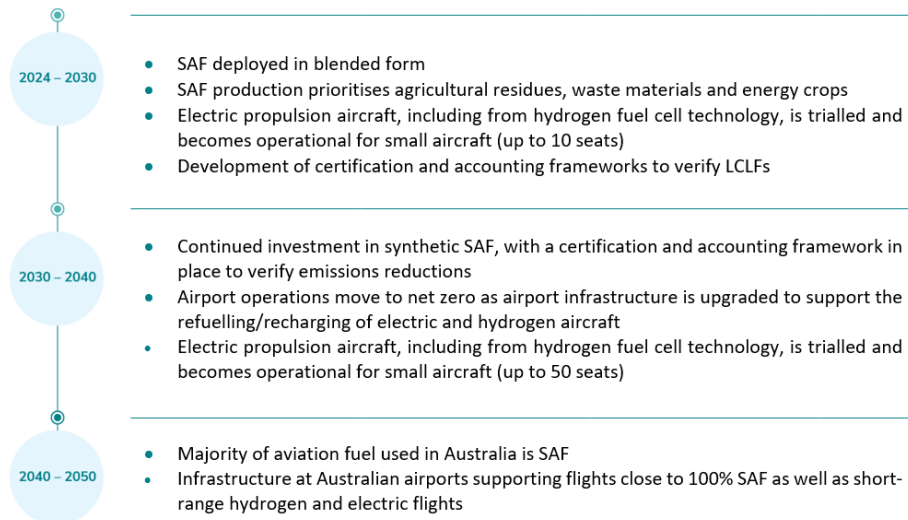 2024 – 2030
• SAF deployed in blended form
• SAF production prioritises agricultural residues, waste materials and energy crops
• Electric propulsion aircraft, including from hydrogen fuel cell technology, is trialled and
becomes operational for small aircraft (up to 10 seats)
• Development of certification and accounting frameworks to verify LCLFs
2030 – 2040
• Continued investment in synthetic SAF, with a certification and accounting framework in
place to verify emissions reductions
• Airport operations move to net zero as airport infrastructure is upgraded to support the
refuelling/recharging of electric and hydrogen aircraft
• Electric propulsion aircraft, including from hydrogen fuel cell technology, is trialled and
becomes operational for small aircraft (up to 50 seats)
2040 – 2050
• Majority of aviation fuel used in Australia is SAF
• Infrastructure at Australian airports supporting flights close to 100% SAF as well as short-
range hydrogen and electric flights